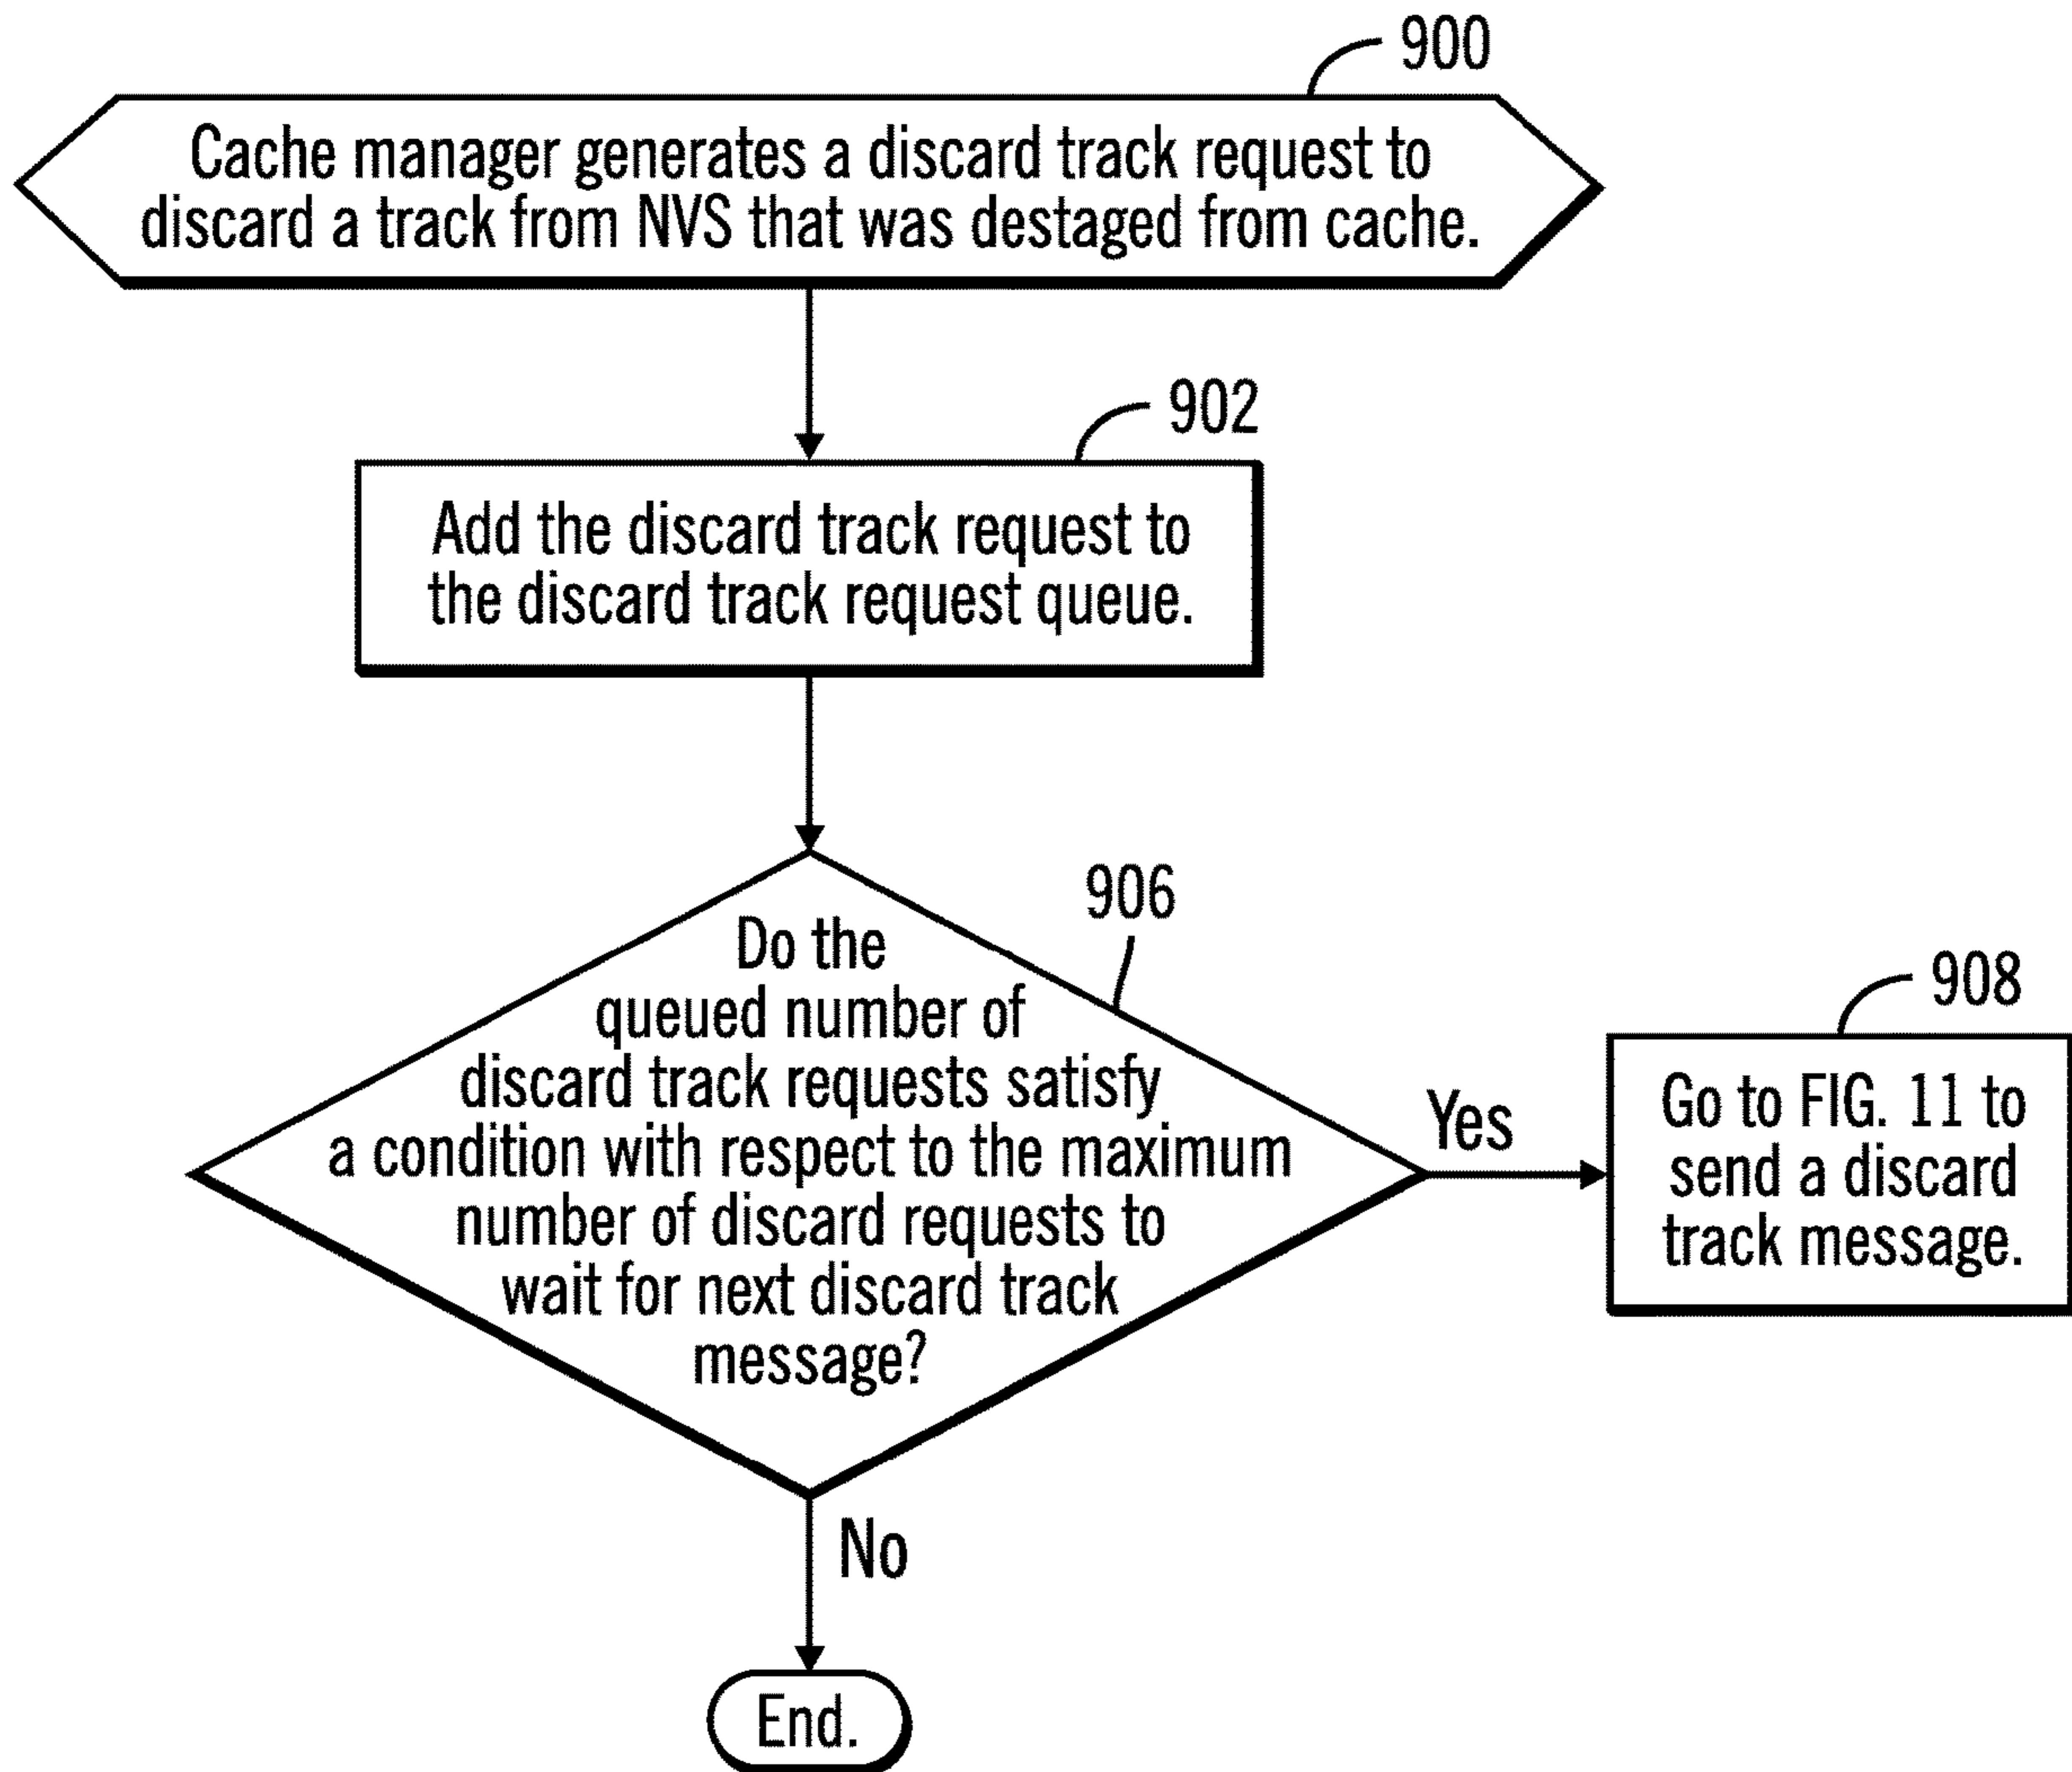 900
Cache manager generates a discard track request to
discard a track from NVS that was destaged from cache.
902
Add the discard track request to
the discard track request queue.
906
Do the
queued number of
discard track requests satisfy
a condition with respect to the maximum
number of discard requests to
wait for next discard track
message?
Yes
908
Go to FIG. 11 to
send a discard
track message.
No
End.